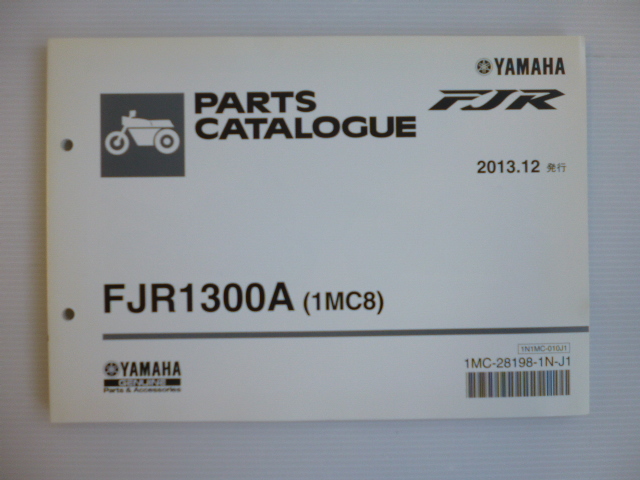 YAMAHA
FJR
PARTS
CATALOGUE
2013.12 発行
FJR1300A (1MC8)
1N1MC-010J1
1MC-28198-1N-J1
YAMAHA
GENUINE
Parts & Accessories